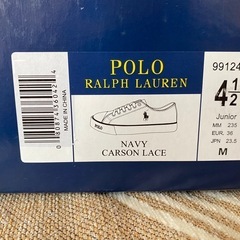 POLO
RALPH LAUREN
NAVY
CARSON LACE
MADE IN CHINA
99124
4 1/2
Junior
MM 235
EUR. 36
JPN 23.5
M